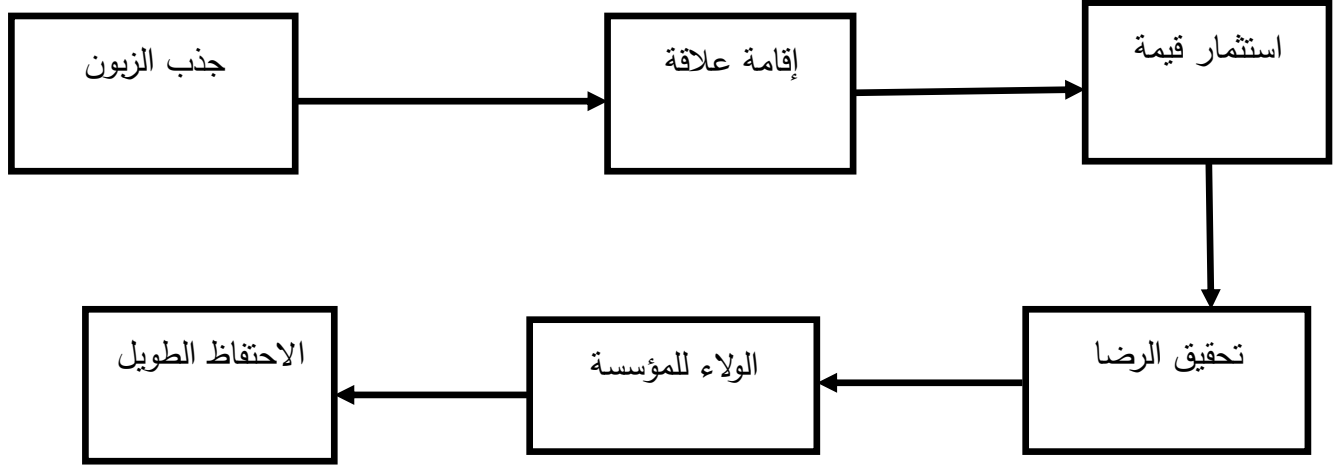 جذب الزبون
إقامة علاقة
استثمار قيمة
تحقيق الرضا
الولاء للمؤسسة
الاحتفاظ الطويل